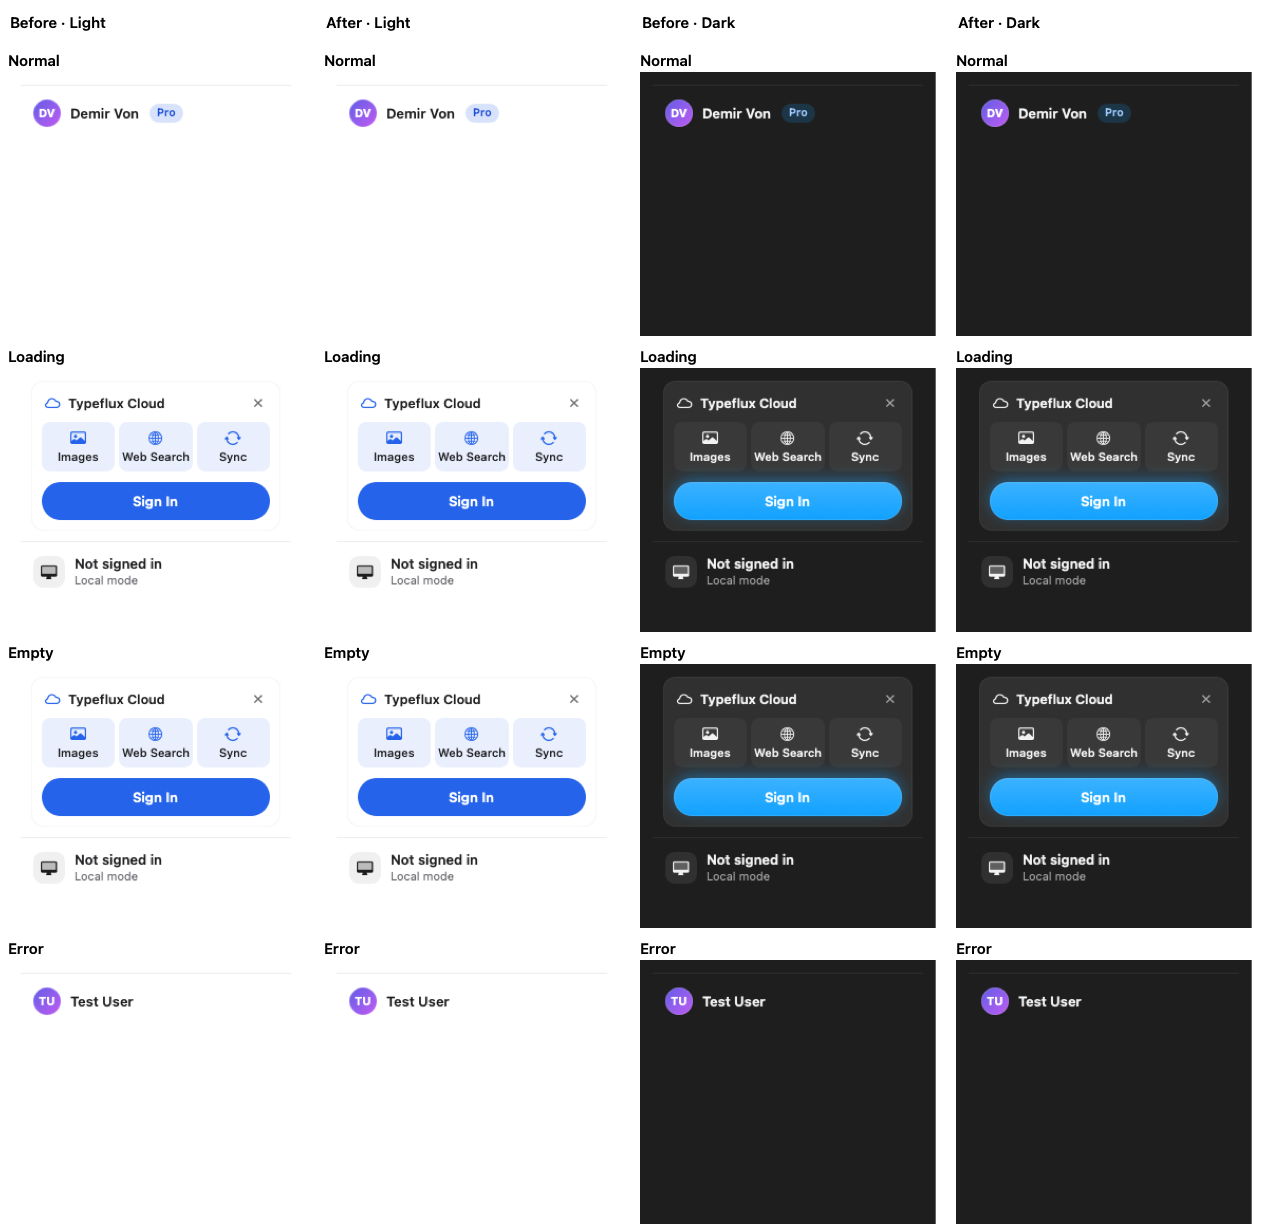 Before · Light
After · Light
Before · Dark
After · Dark
Normal
Normal
Normal
Normal
DV Demir Von Pro
DV Demir Von Pro
DV Demir Von Pro
DV Demir Von Pro
Loading
Loading
Loading
Loading
Typeflux Cloud
Images
Web Search
Sync
Sign In
Not signed in
Local mode
Typeflux Cloud
Images
Web Search
Sync
Sign In
Not signed in
Local mode
Typeflux Cloud
Images
Web Search
Sync
Sign In
Not signed in
Local mode
Typeflux Cloud
Images
Web Search
Sync
Sign In
Not signed in
Local mode
Empty
Empty
Empty
Empty
Typeflux Cloud
Images
Web Search
Sync
Sign In
Not signed in
Local mode
Typeflux Cloud
Images
Web Search
Sync
Sign In
Not signed in
Local mode
Typeflux Cloud
Images
Web Search
Sync
Sign In
Not signed in
Local mode
Typeflux Cloud
Images
Web Search
Sync
Sign In
Not signed in
Local mode
Error
Error
Error
Error
TU Test User
TU Test User
TU Test User
TU Test User